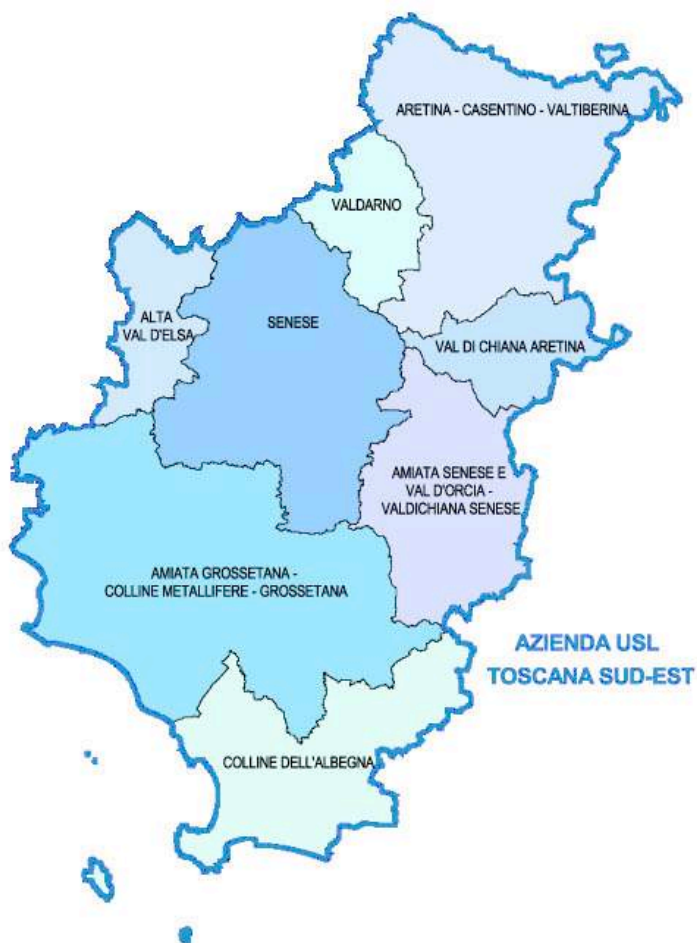 ARETINA - CASENTINO - VALTIBERINA
VALDARNO
ALTA
VAL D'ELSA
SENESE
VAL DI CHIANA ARETINA
AMIATA SENESE E
VAL D'ORCIA -
VALDICHIANA SENESE
AMIATA GROSSETANA -
COLLINE METALLIFERE - GROSSETANA
AZIENDA USL
TOSCANA SUD-EST
COLLINE DELL'ALBEGNA